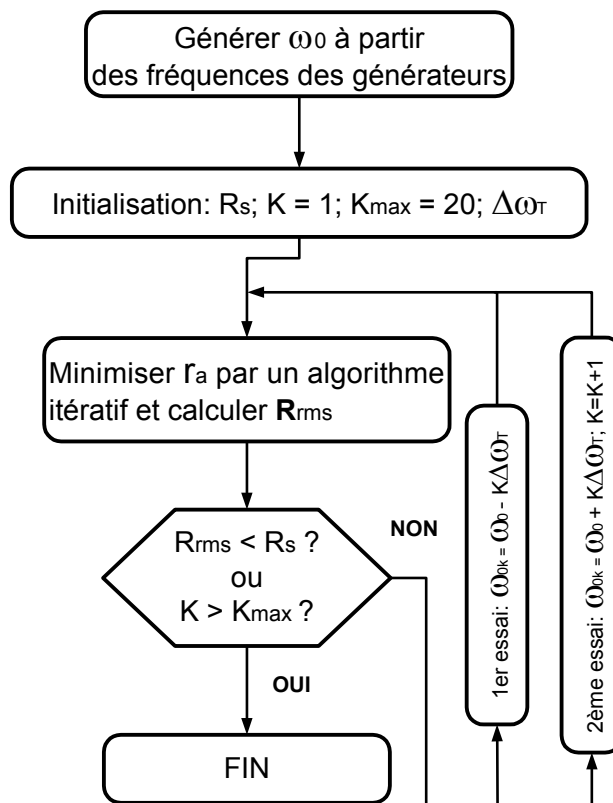 Générer ω0 à partir
des fréquences des générateurs
Initialisation: Rs; K = 1; Kmax = 20; ΔωT
Minimiser ra par un algorithme
itératif et calculer Rrms
Rrms < Rs ?
ou
K > Kmax ?
NON
OUI
FIN
1er essai: ω0k = ω0 - KΔωT
2ème essai: ω0k = ω0 + KΔωT; K=K+1